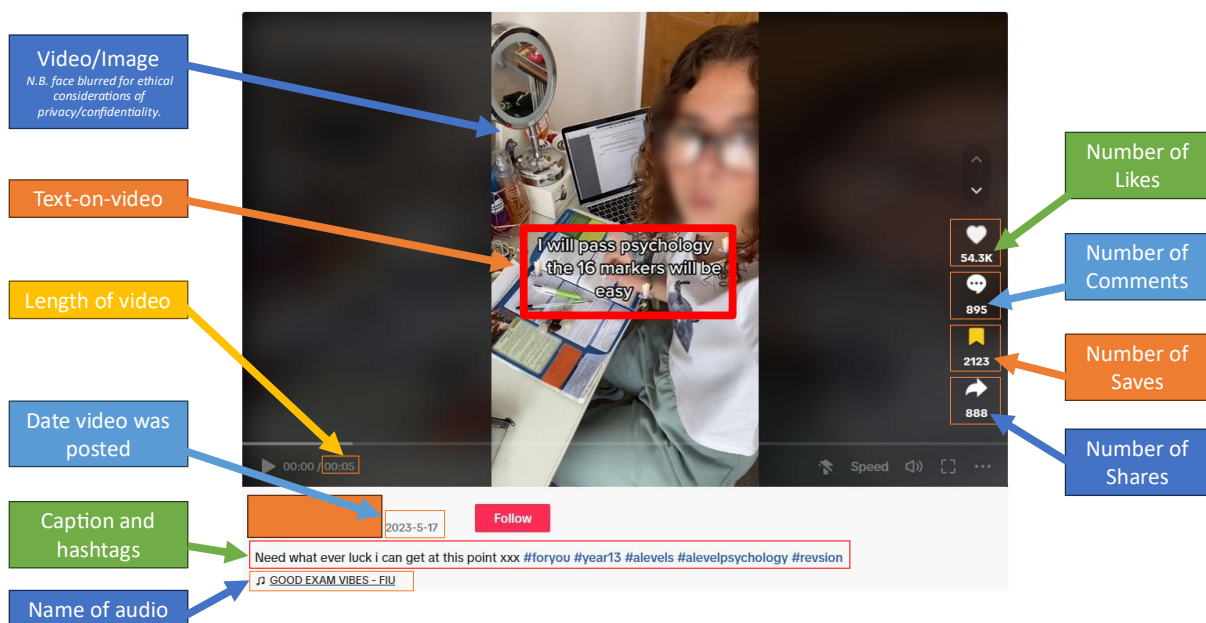 Video/Image
N.B. face blurred for ethical
considerations of
privacy/confidentiality.
Text-on-video
Length of video
Date video was
posted
Caption and
hashtags
Name of audio
I will pass psychology
the 16 markers will be
easy
54.3K
895
2123
888
Number of
Likes
Number of
Comments
Number of
Saves
Number of
Shares
00:00 / 00:05
Speed
2023-5-17
Follow
Need what ever luck i can get at this point xxx #foryou #year13 #alevels #alevelpsychology #revsion
GOOD EXAM VIBES - FIU